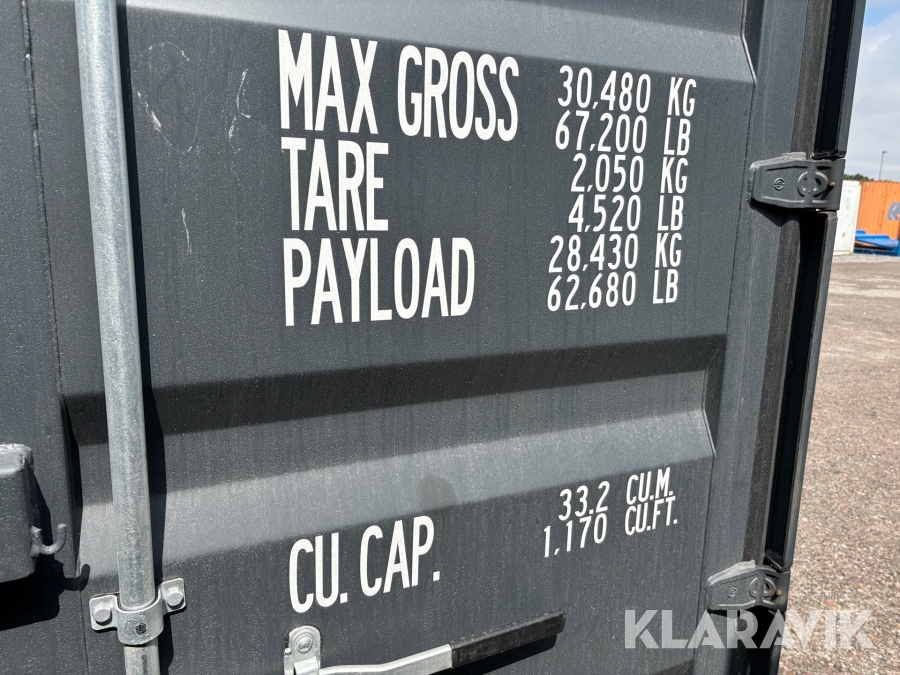 MAX GROSS 30,480 KG
67,200 LB
TARE 2,050 KG
4,520 LB
PAYLOAD 28,430 KG
62,680 LB
CU. CAP. 33.2 CU.M.
1,170 CU.FT.
KLARAVIK